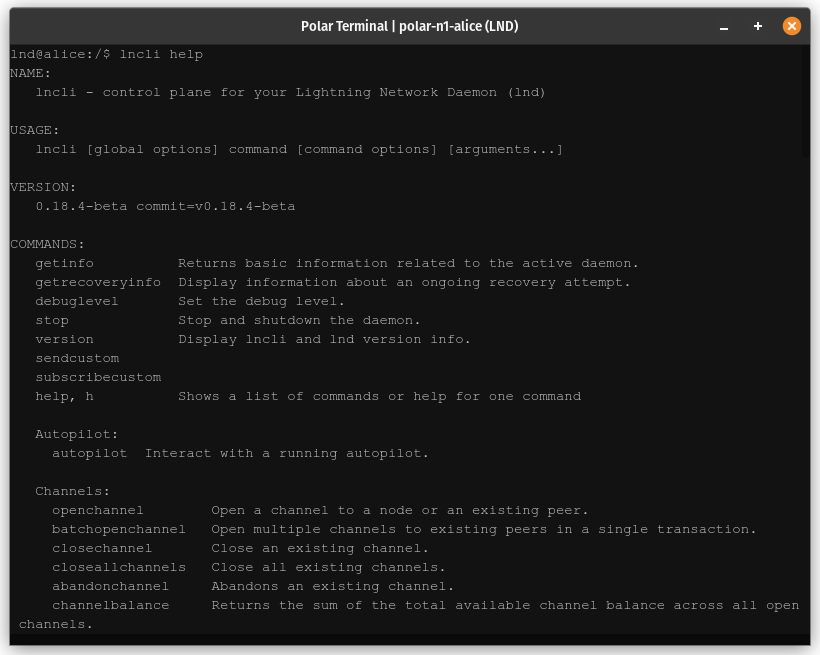 Polar Terminal | polar-n1-alice (LND)
lnd@alice:/$ lncli help
NAME:
   lncli - control plane for your Lightning Network Daemon (lnd)

USAGE:
   lncli [global options] command [command options] [arguments...]

VERSION:
   0.18.4-beta commit=v0.18.4-beta

COMMANDS:
   getinfo          Returns basic information related to the active daemon.
   getrecoveryinfo  Display information about an ongoing recovery attempt.
   debuglevel       Set the debug level.
   stop             Stop and shutdown the daemon.
   version          Display lncli and lnd version info.
   sendcustom
   subscribecustom
   help, h          Shows a list of commands or help for one command

   Autopilot:
     autopilot  Interact with a running autopilot.

   Channels:
     openchannel        Open a channel to a node or an existing peer.
     batchopenchannel   Open multiple channels to existing peers in a single transaction.
     closechannel       Close an existing channel.
     closeallchannels   Close all existing channels.
     abandonchannel     Abandons an existing channel.
     channelbalance     Returns the sum of the total available channel balance across all open
 channels.